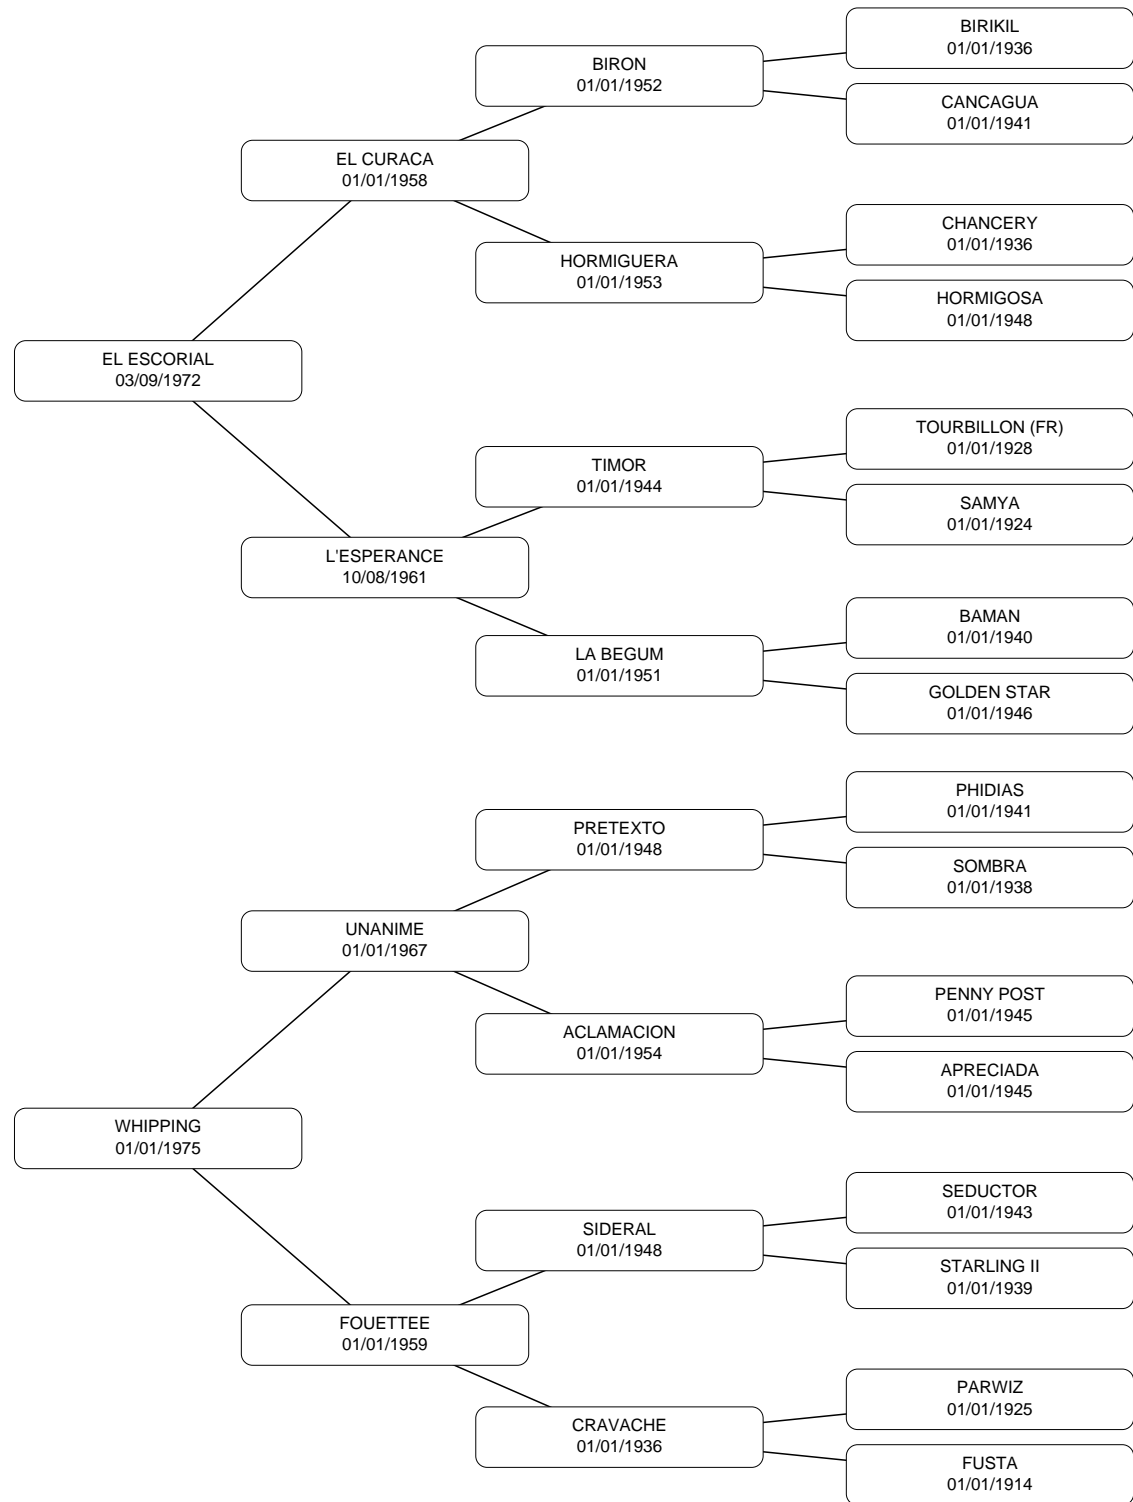 BIRIKIL
01/01/1936
BIRON
01/01/1952
CANCAGUA
01/01/1941
EL CURACA
01/01/1958
CHANCERY
01/01/1936
HORMIGUERA
01/01/1953
HORMIGOSA
01/01/1948
EL ESCORIAL
03/09/1972
TOURBILLON (FR)
01/01/1928
TIMOR
01/01/1944
SAMYA
01/01/1924
L'ESPERANCE
10/08/1961
BAMAN
01/01/1940
LA BEGUM
01/01/1951
GOLDEN STAR
01/01/1946
PHIDIAS
01/01/1941
PRETEXTO
01/01/1948
SOMBRA
01/01/1938
UNANIME
01/01/1967
PENNY POST
01/01/1945
ACLAMACION
01/01/1954
APRECIADA
01/01/1945
WHIPPING
01/01/1975
SEDUCTOR
01/01/1943
SIDERAL
01/01/1948
STARLING II
01/01/1939
FOUETTEE
01/01/1959
PARWIZ
01/01/1925
CRAVACHE
01/01/1936
FUSTA
01/01/1914